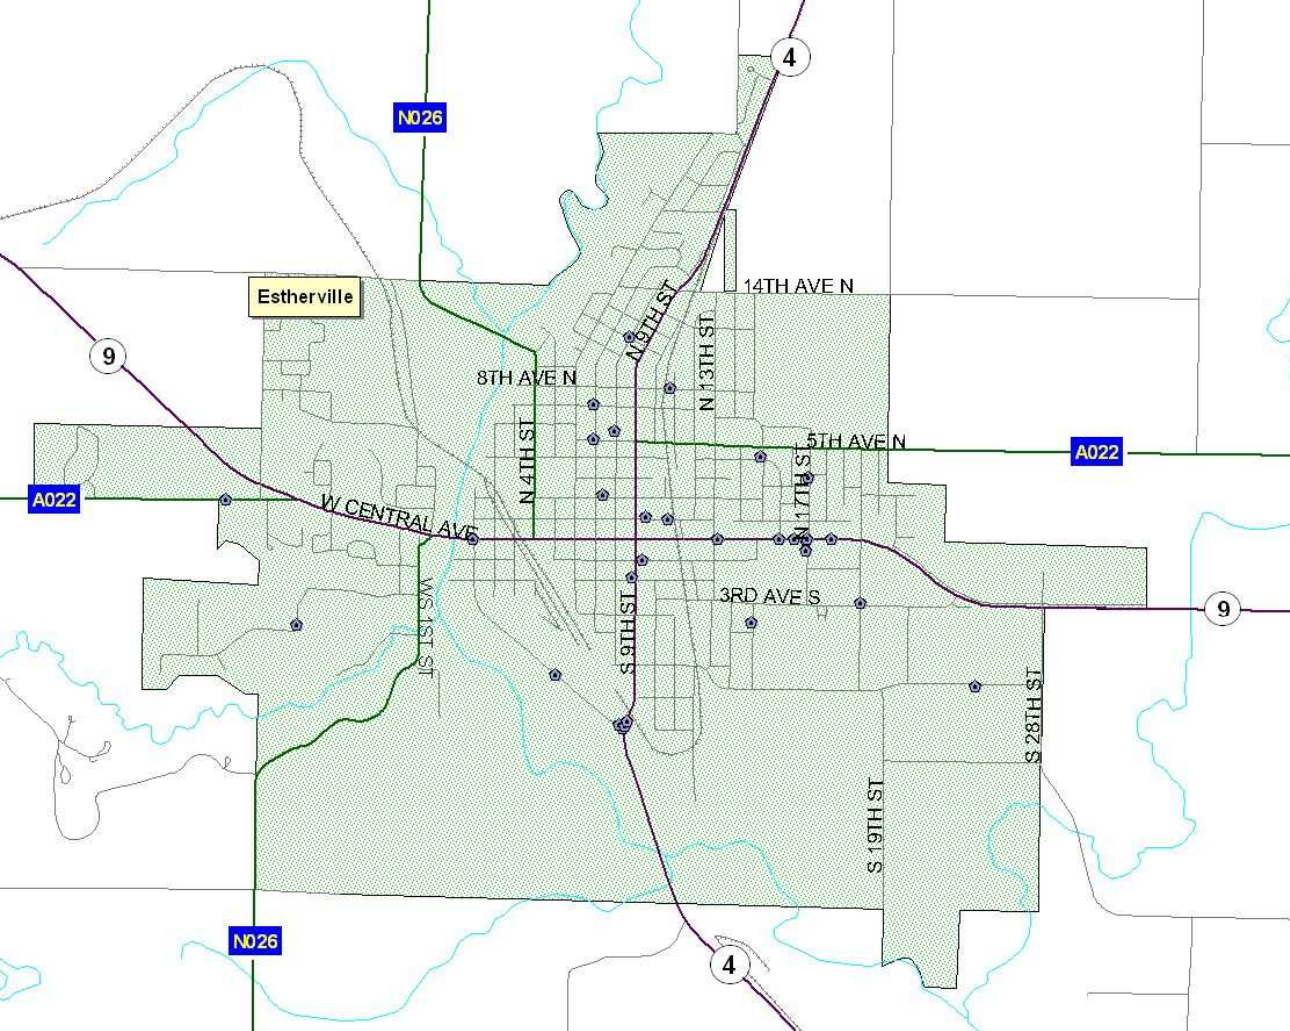 4
N026
14TH AVE N
Estherville
N 9TH ST
N 13TH ST
9
8TH AVE N
N 4TH ST
5TH AVE N
A022
N 17TH ST
A022
W CENTRAL AVE
W S 1ST ST
3RD AVE S
S 9TH ST
9
S 28TH ST
S 19TH ST
N026
4